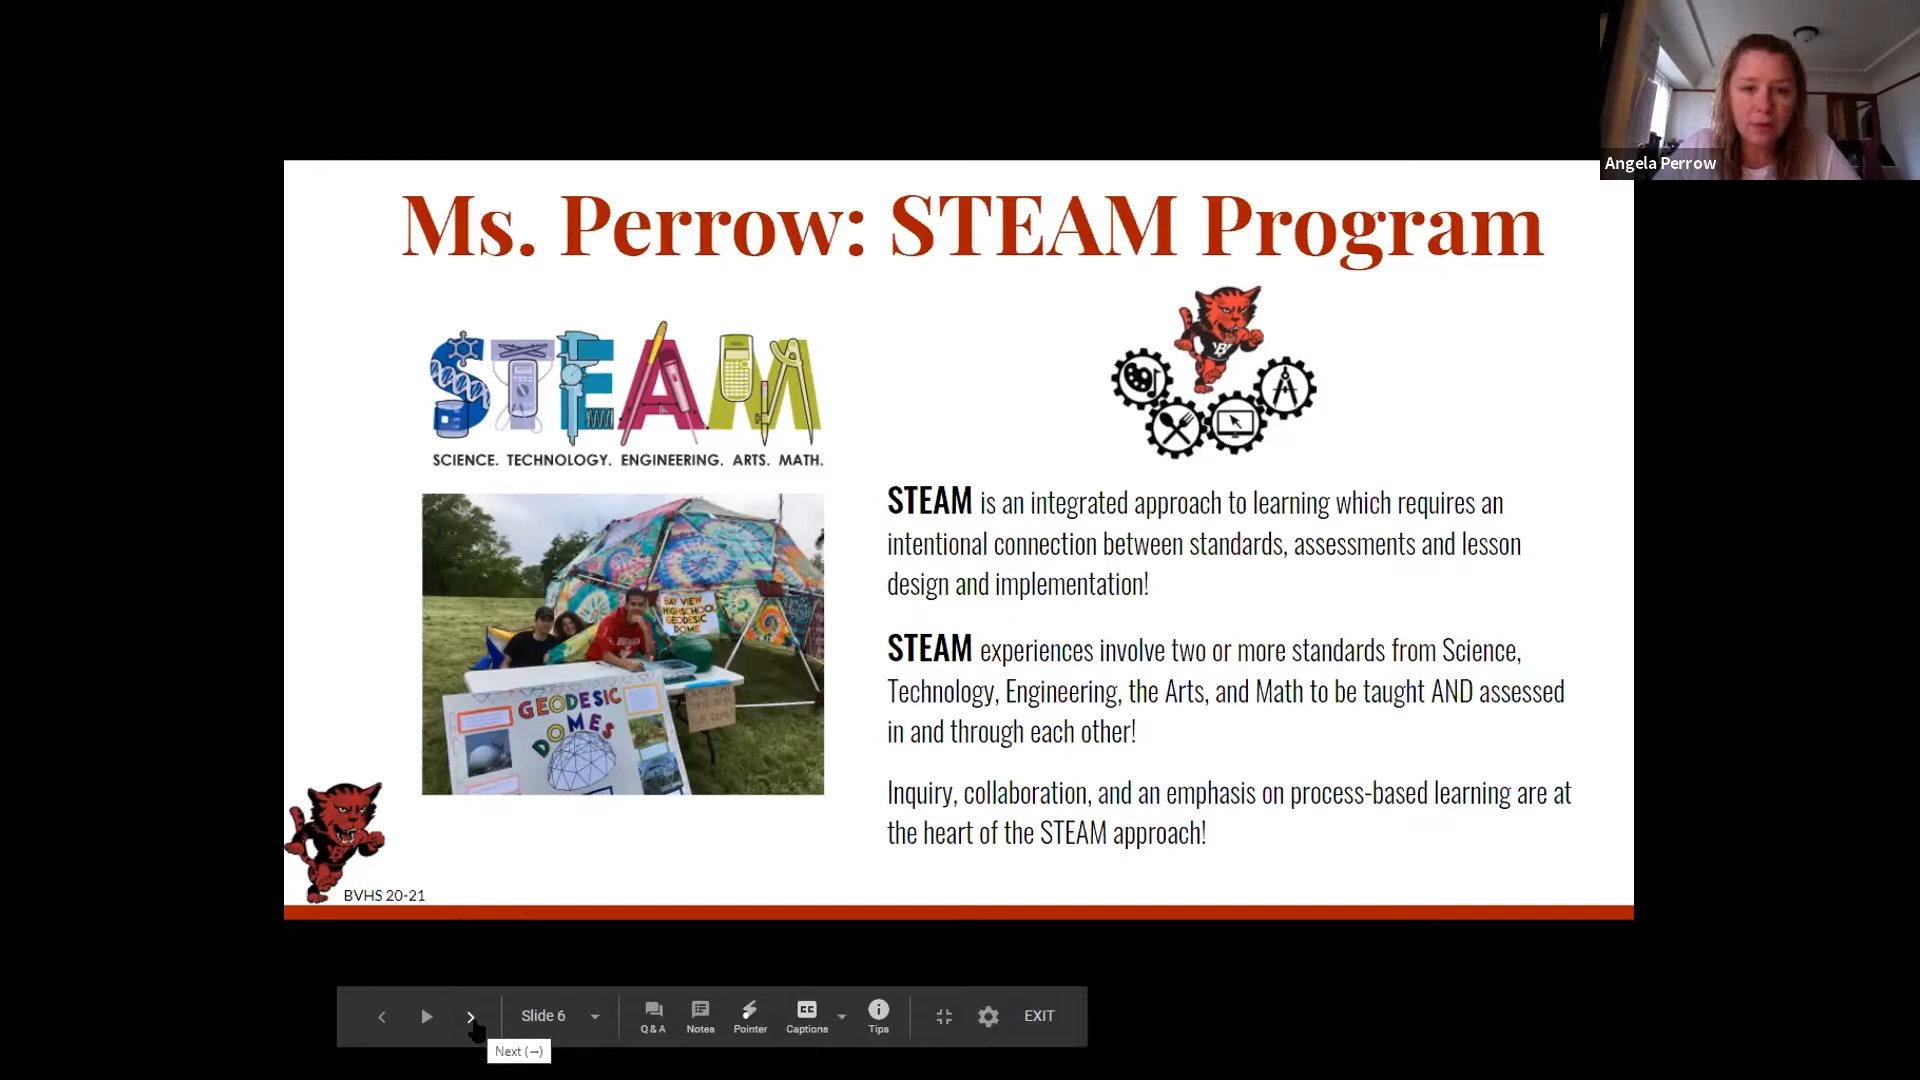 Angela Perrow
Ms. Perrow: STEAM Program
STEAM
SCIENCE. TECHNOLOGY. ENGINEERING. ARTS. MATH.
BAY VIEW
HIGHSCHOOL
GEODESIC
DOME
GEODESIC
DOMES
STEAM is an integrated approach to learning which requires an
intentional connection between standards, assessments and lesson
design and implementation!
STEAM experiences involve two or more standards from Science,
Technology, Engineering, the Arts, and Math to be taught AND assessed
in and through each other!
Inquiry, collaboration, and an emphasis on process-based learning are at
the heart of the STEAM approach!
BVHS 20-21
Slide 6
Q & A
Notes
Pointer
CC
Captions
Tips
EXIT
Next (→)